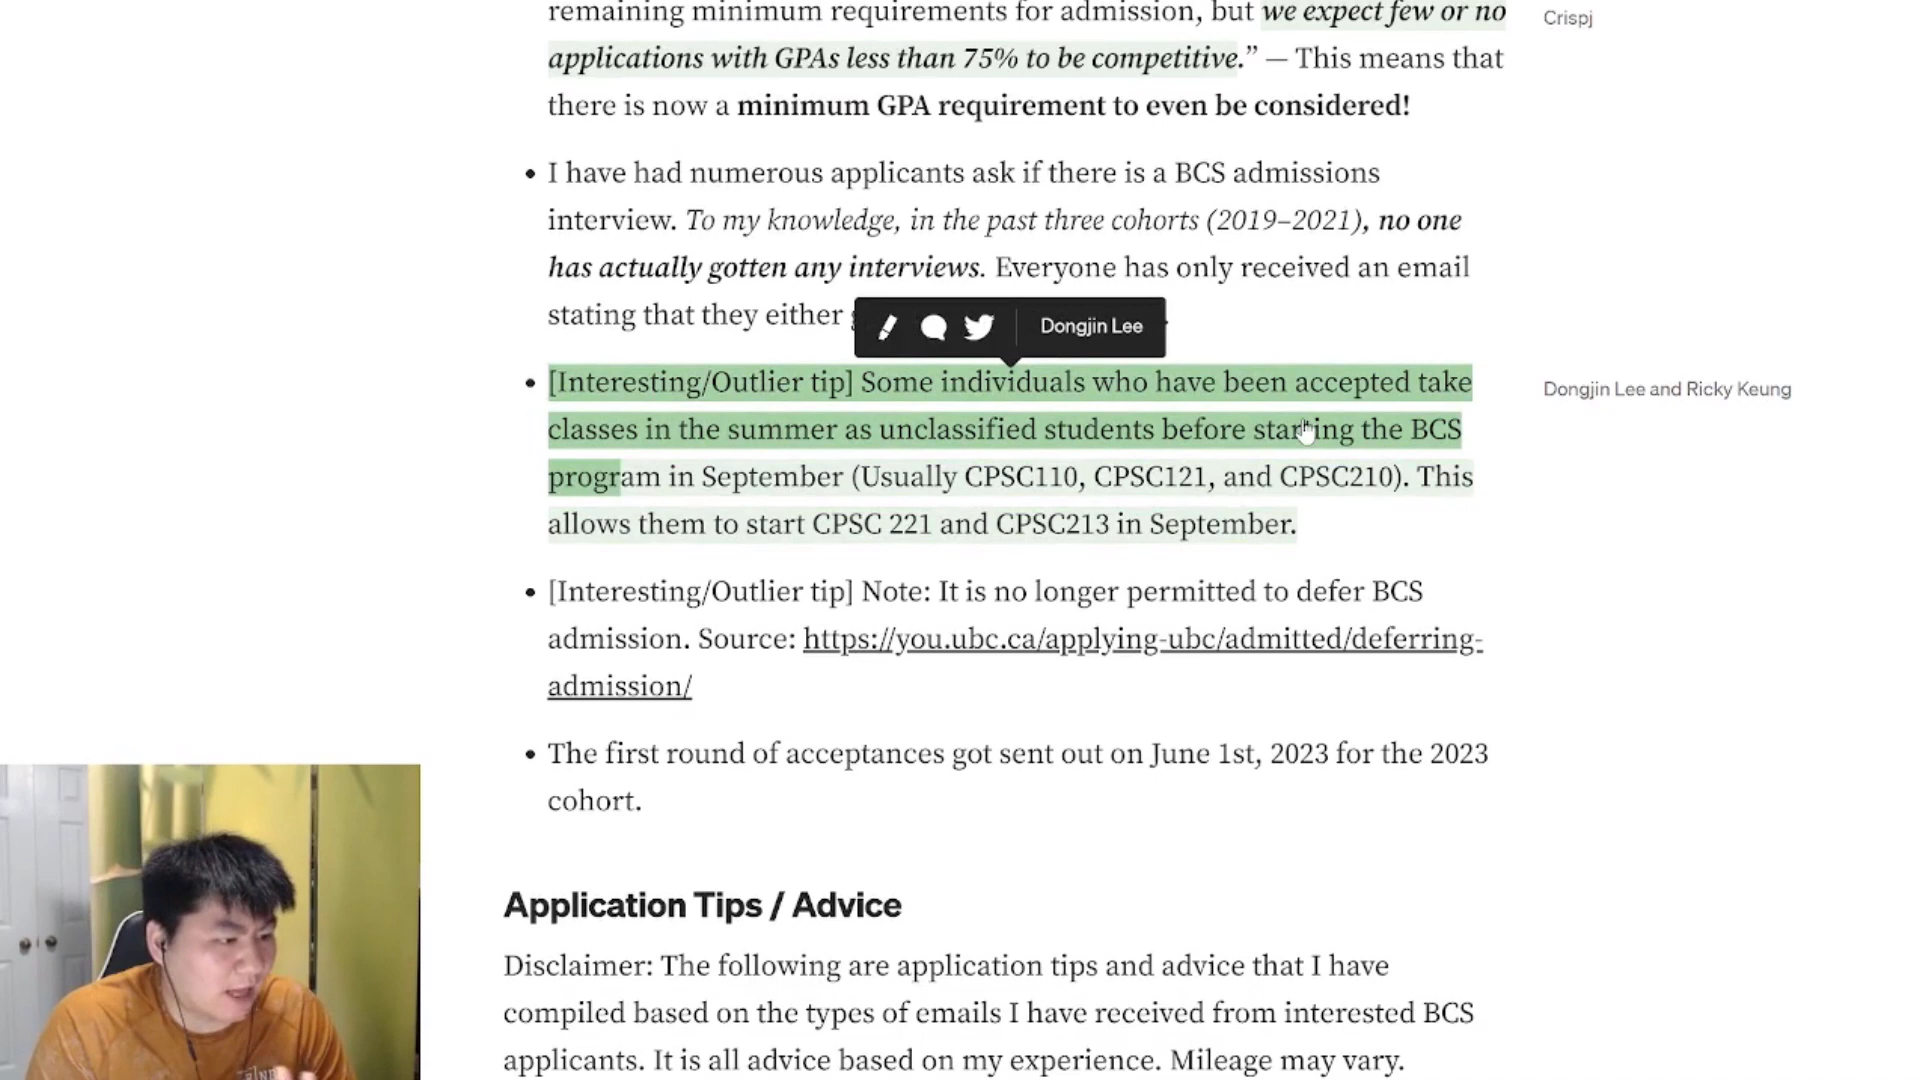 remaining minimum requirements for admission, but we expect few or no
Crispj
applications with GPAs less than 75% to be competitive.” — This means that
there is now a minimum GPA requirement to even be considered!
• I have had numerous applicants ask if there is a BCS admissions
interview. To my knowledge, in the past three cohorts (2019–2021), no one
has actually gotten any interviews. Everyone has only received an email
stating that they either
Dongjin Lee
• [Interesting/Outlier tip] Some individuals who have been accepted take
Dongjin Lee and Ricky Keung
classes in the summer as unclassified students before starting the BCS
program in September (Usually CPSC110, CPSC121, and CPSC210). This
allows them to start CPSC 221 and CPSC213 in September.
• [Interesting/Outlier tip] Note: It is no longer permitted to defer BCS
admission. Source: https://you.ubc.ca/applying-ubc/admitted/deferring-
admission/
• The first round of acceptances got sent out on June 1st, 2023 for the 2023
cohort.
Application Tips / Advice
Disclaimer: The following are application tips and advice that I have
compiled based on the types of emails I have received from interested BCS
applicants. It is all advice based on my experience. Mileage may vary.